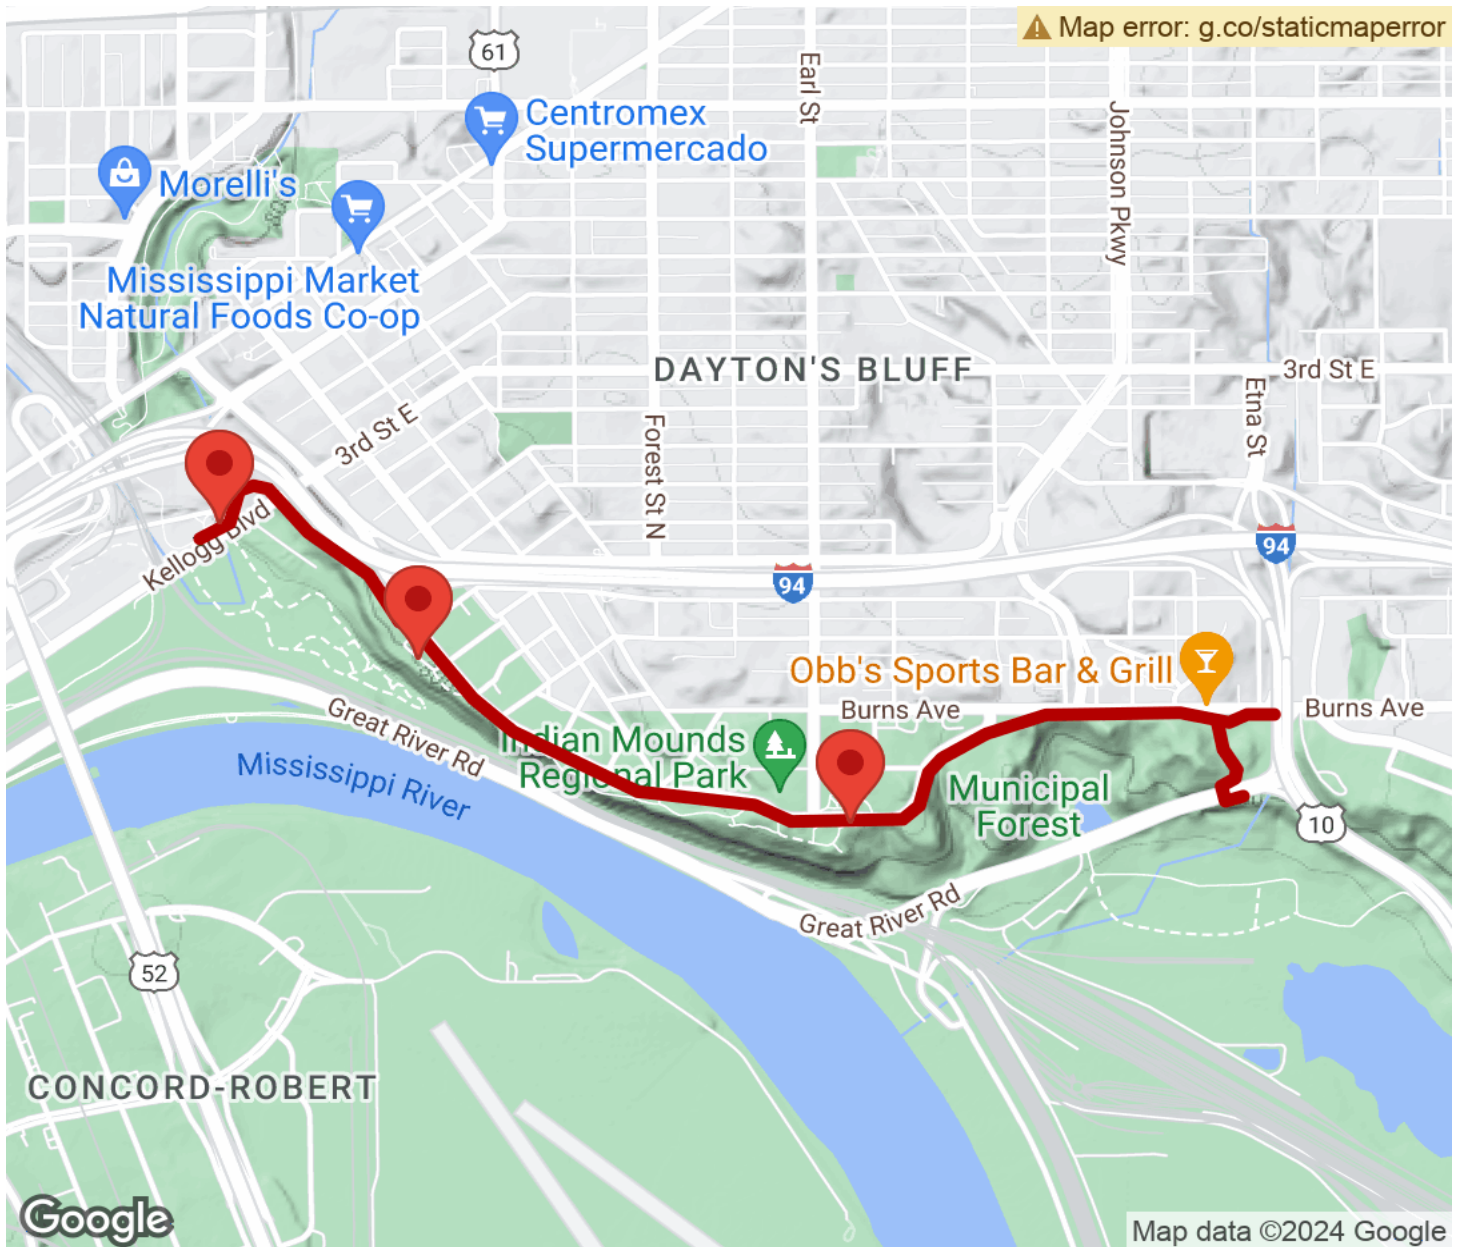 Map error: g.co/staticmaperror
61
Earl St
Johnson Pkwy
Centromex
Supermercado
Morelli's
Mississippi Market
Natural Foods Co-op
DAYTON'S BLUFF
3rd St E
Etna St
3rd St E
Forest St N
Kellogg Blvd
94
94
Obb's Sports Bar & Grill
Burns Ave
Burns Ave
Great River Rd
Indian Mounds
Regional Park
Mississippi River
Municipal
Forest
10
Great River Rd
52
CONCORD-ROBERT
Google
Map data ©2024 Google